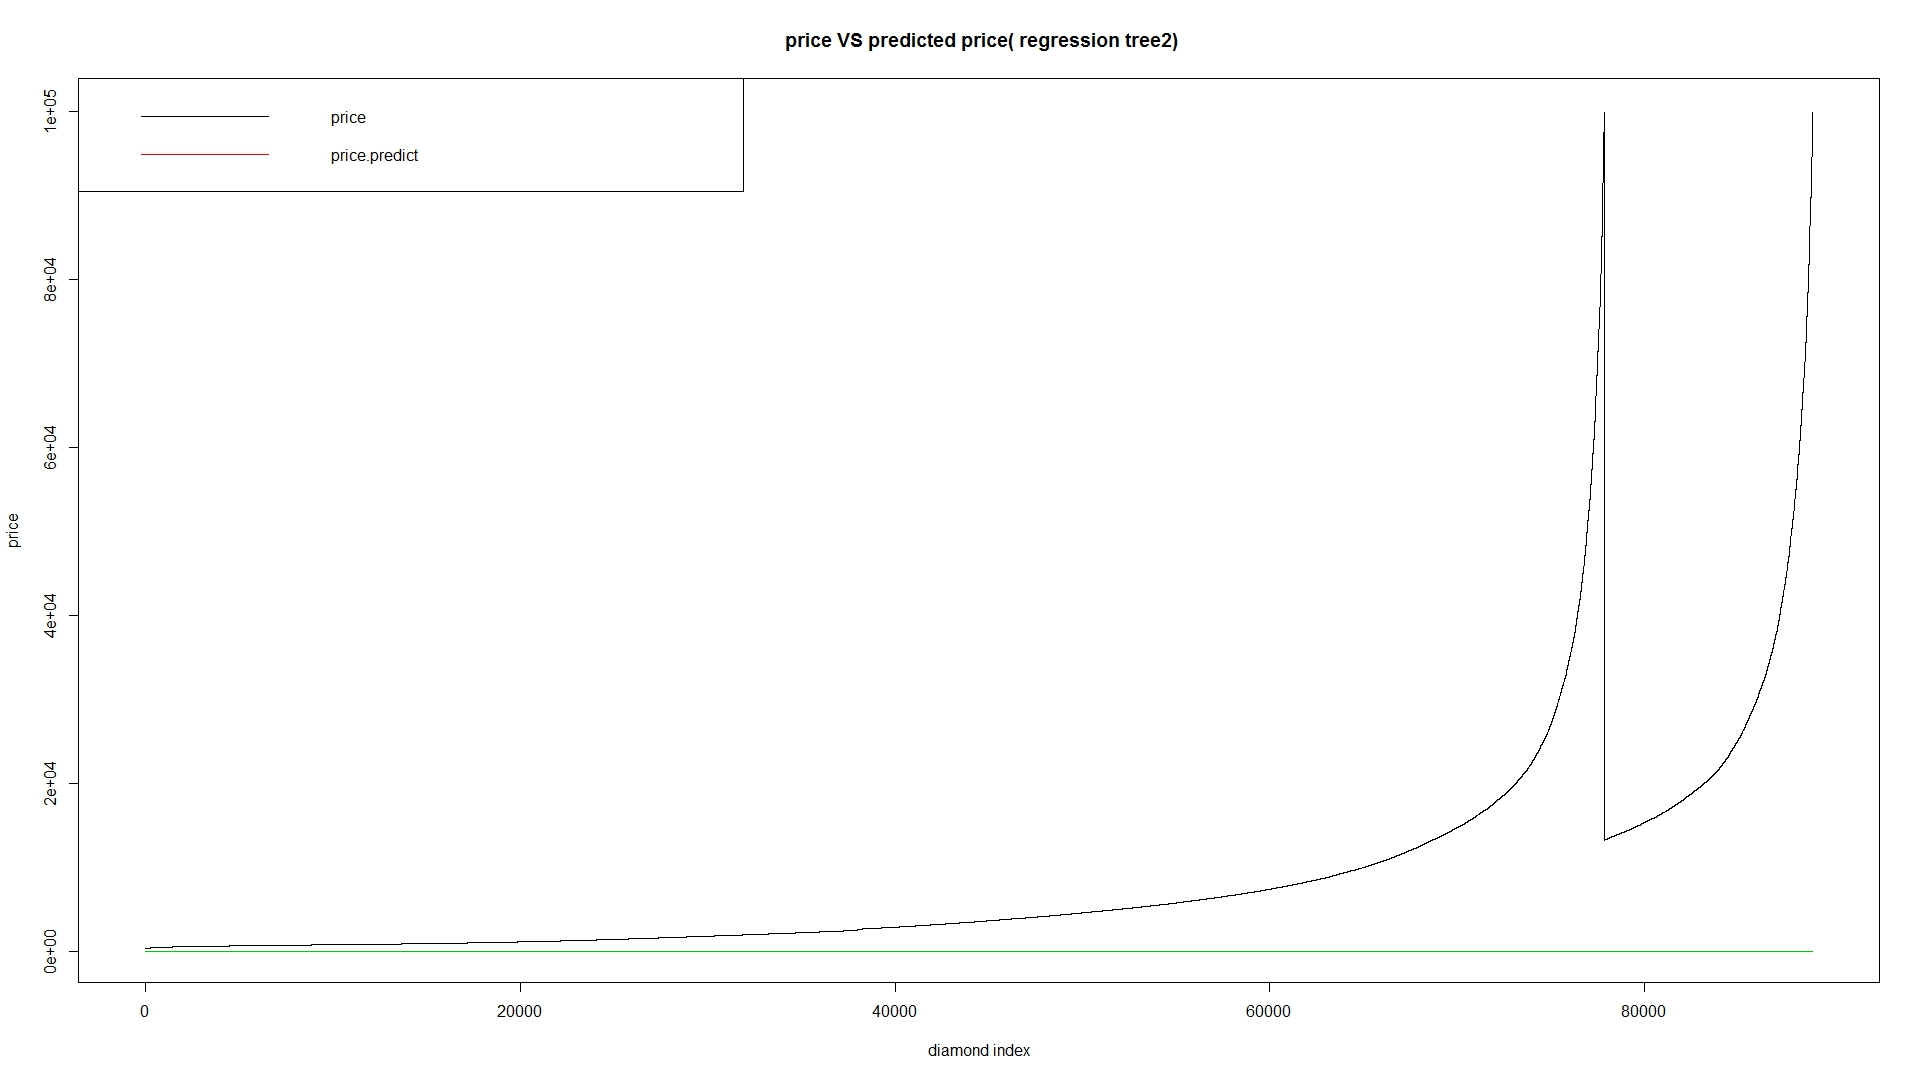 price VS predicted price( regression tree2)
price
price.predict
1e+05
8e+04
6e+04
4e+04
2e+04
0e+00
price
0 20000 40000 60000 80000
diamond index